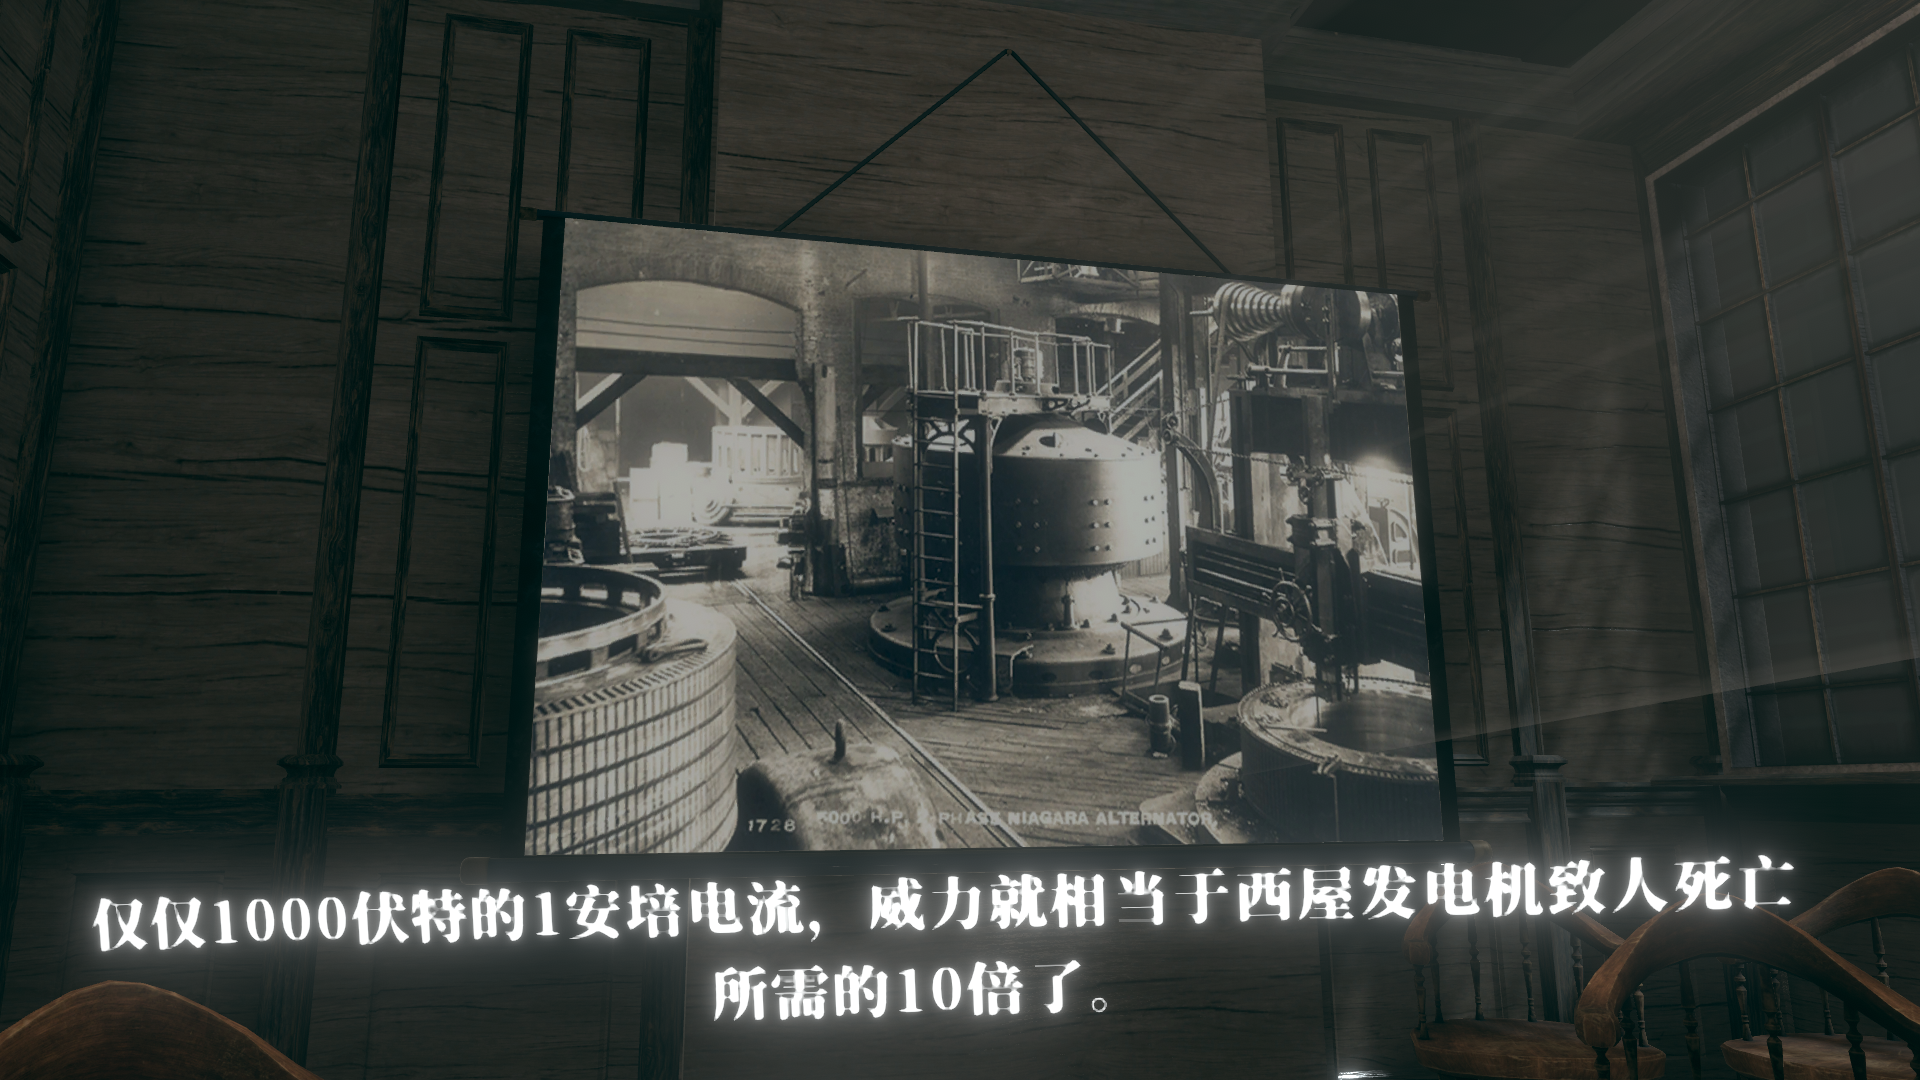 1728 5000 H.P. 2-PHASE NIAGARA ALTERNATOR.
仅仅1000伏特的1安培电流，威力就相当于西屋发电机致人死亡
所需的10倍了。